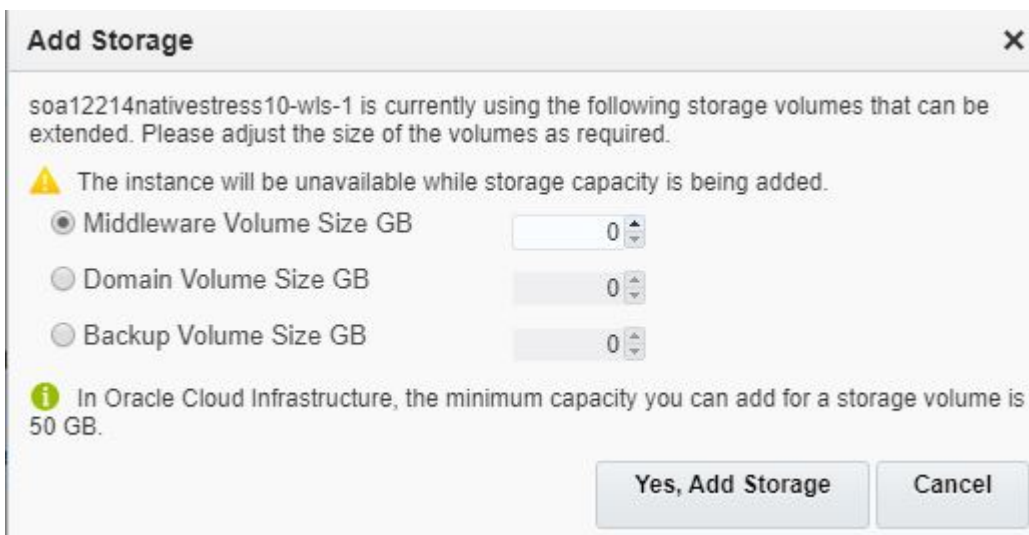 Add Storage
soa12214nativestress10-wls-1 is currently using the following storage volumes that can be
extended. Please adjust the size of the volumes as required.
The instance will be unavailable while storage capacity is being added.
Middleware Volume Size GB 0
Domain Volume Size GB 0
Backup Volume Size GB 0
In Oracle Cloud Infrastructure, the minimum capacity you can add for a storage volume is
50 GB.
Yes, Add Storage Cancel